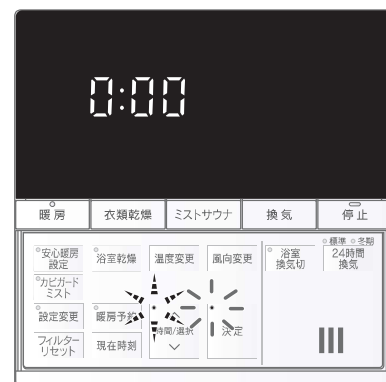 0:00
暖房 衣類乾燥 ミストサウナ 換気 停止
標準 冬期
安心暖房
設定
浴室乾燥 温度変更 風向変更
浴室
換気切
24時間
換気
カビガード
ミスト
設定変更 暖房予約
時間/選択 決定
フィルター
リセット
現在時刻